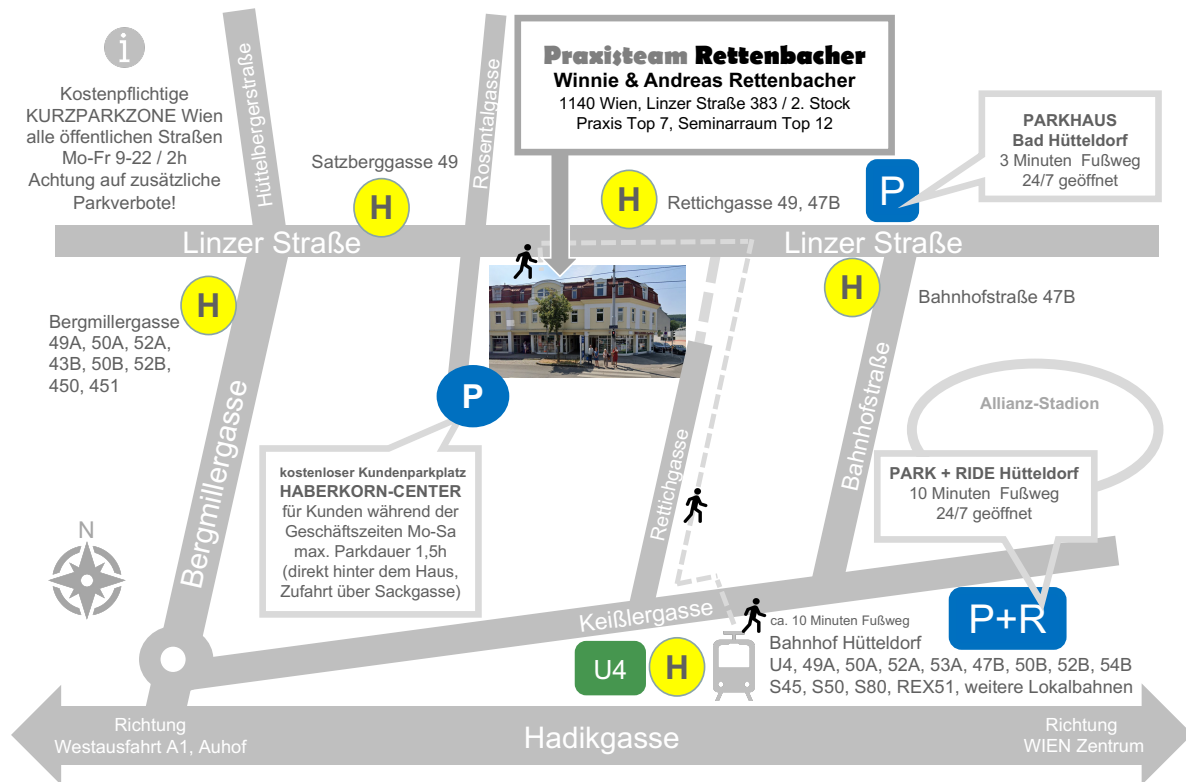 i
Kostenpflichtige
KURZPARKZONE Wien
alle öffentlichen Straßen
Mo-Fr 9-22 / 2h
Achtung auf zusätzliche
Parkverbote!
Hüttelbergerstraße
Rosentalgasse
Praxisteam Rettenbacher
Winnie & Andreas Rettenbacher
1140 Wien, Linzer Straße 383 / 2. Stock
Praxis Top 7, Seminarraum Top 12
PARKHAUS
Bad Hütteldorf
3 Minuten Fußweg
24/7 geöffnet
P
Satzberggasse 49
H
H
Rettichgasse 49, 47B
Linzer Straße
Linzer Straße
H
Bergmillergasse
49A, 50A, 52A,
43B, 50B, 52B,
450, 451
H
Bahnhofstraße 47B
P
kostenloser Kundenparkplatz
HABERKORN-CENTER
für Kunden während der
Geschäftszeiten Mo-Sa
max. Parkdauer 1,5h
(direkt hinter dem Haus,
Zufahrt über Sackgasse)
Bergmillergasse
Rettichgasse
Bahnhofstraße
Allianz-Stadion
PARK + RIDE Hütteldorf
10 Minuten Fußweg
24/7 geöffnet
P+R
N
Keißlergasse
U4
H
ca. 10 Minuten Fußweg
Bahnhof Hütteldorf
U4, 49A, 50A, 52A, 53A, 47B, 50B, 52B, 54B
S45, S50, S80, REX51, weitere Lokalbahnen
Richtung
Westausfahrt A1, Auhof
Hadikgasse
Richtung
WIEN Zentrum